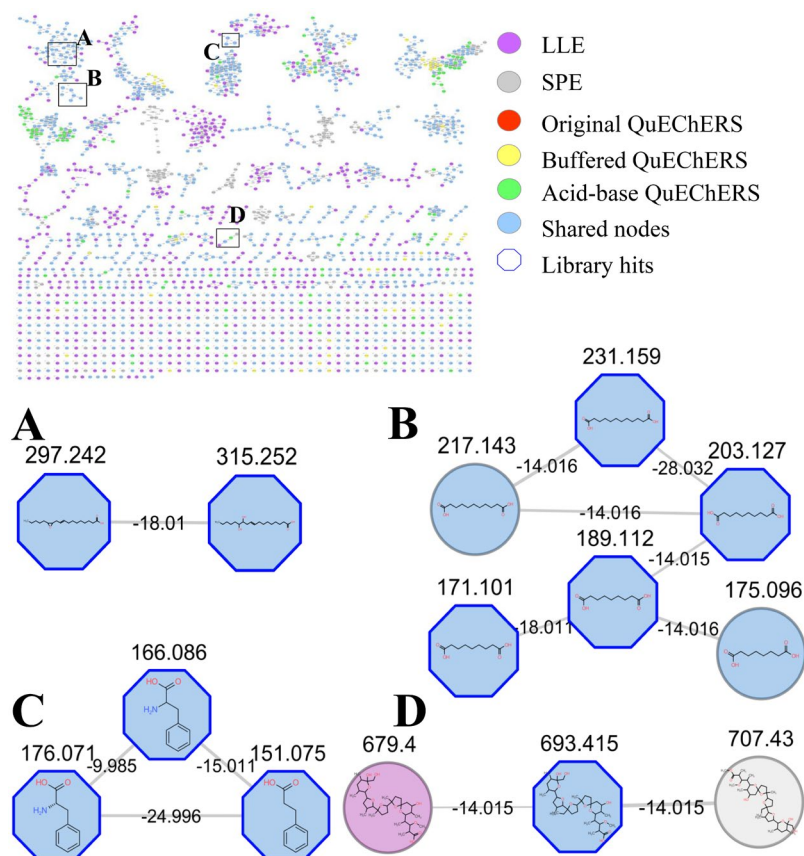 A
B
C
D
LLE
SPE
Original QuEChERS
Buffered QuEChERS
Acid-base QuEChERS
Shared nodes
Library hits
A
297.242
315.252
-18.01
B
231.159
217.143
203.127
-14.016
-28.032
-14.016
189.112
-14.015
171.101
175.096
-18.011
-14.016
C
166.086
176.071
151.075
-9.985
-15.011
-24.996
D
679.4
693.415
707.43
-14.015
-14.015